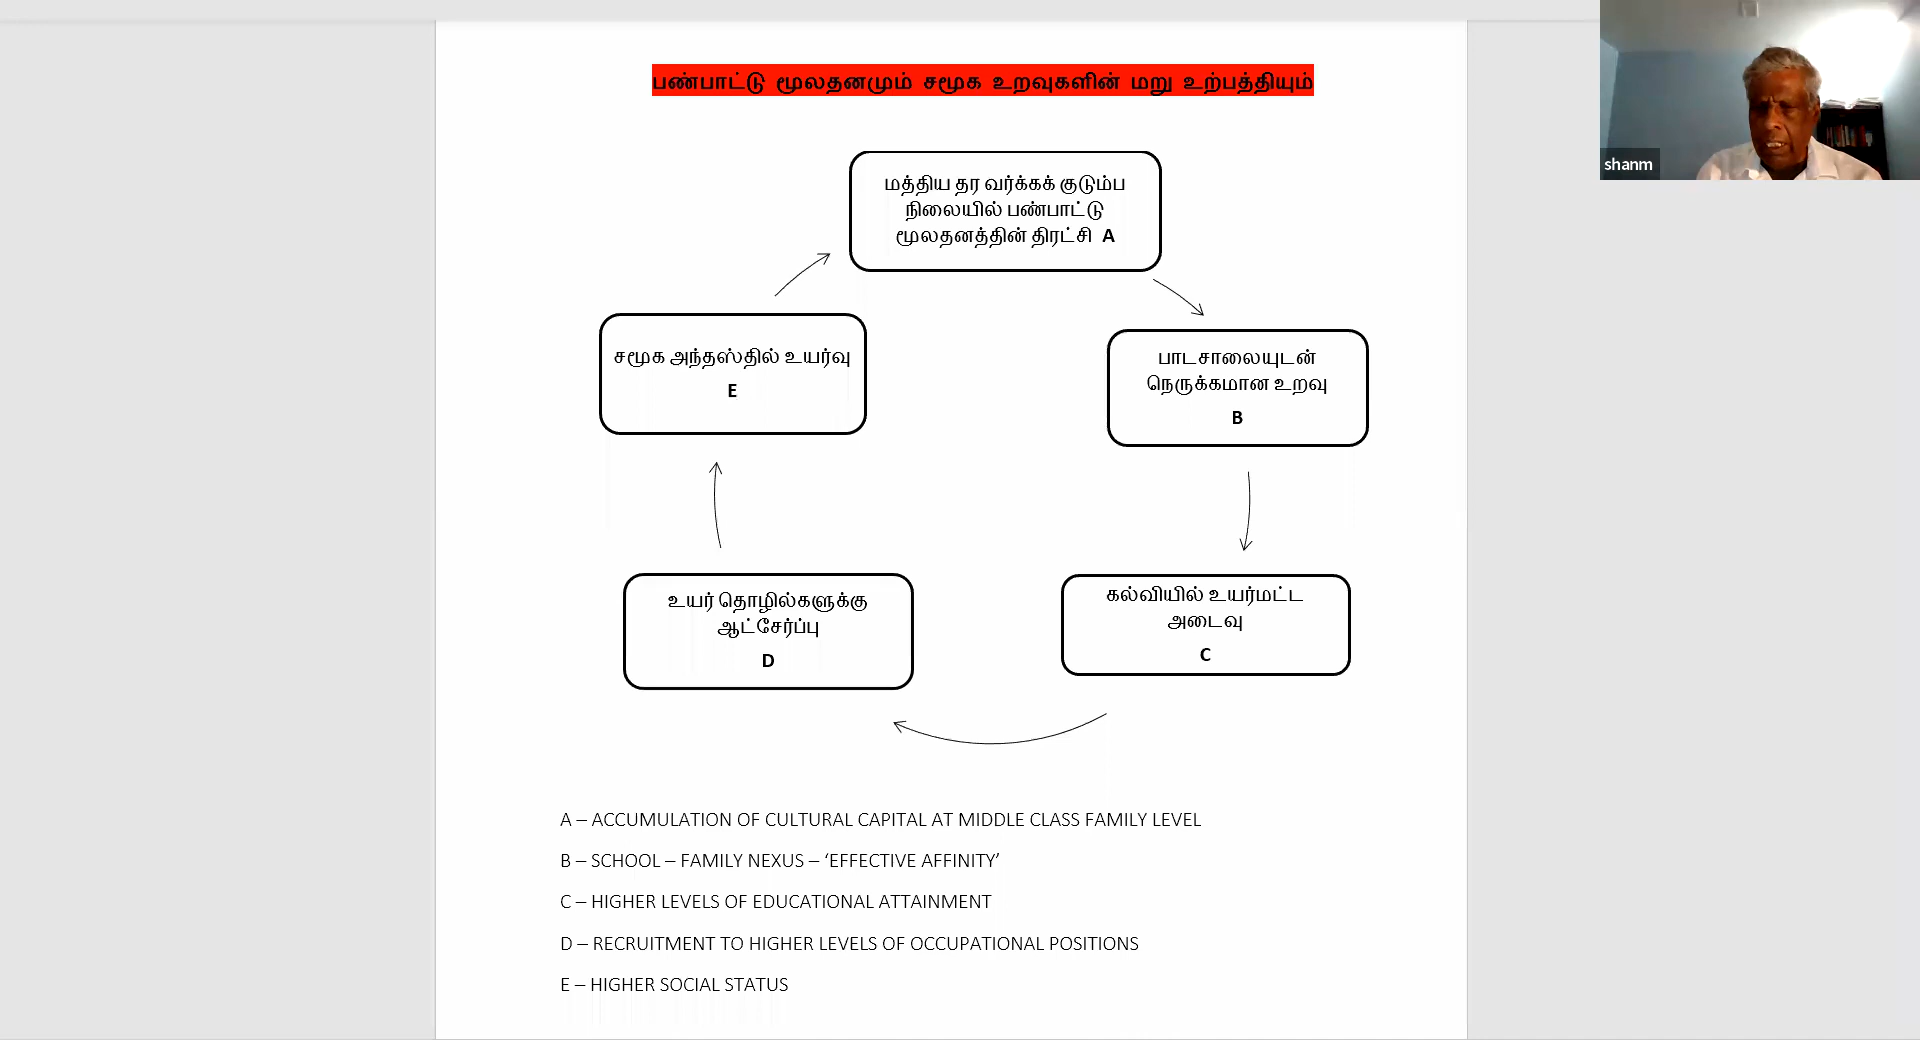 பண்பாட்டு மூலதனமும் சமூக உறவுகளின் மறு உற்பத்தியும்
shanm
மத்திய தர வர்க்கக் குடும்ப
நிலையில் பண்பாட்டு
மூலதனத்தின் திரட்சி A
சமூக அந்தஸ்தில் உயர்வு
E
பாடசாலையுடன்
நெருக்கமான உறவு
B
உயர் தொழில்களுக்கு
ஆட்சேர்ப்பு
D
கல்வியில் உயர்மட்ட
அடைவு
C
A – ACCUMULATION OF CULTURAL CAPITAL AT MIDDLE CLASS FAMILY LEVEL
B – SCHOOL – FAMILY NEXUS – ‘EFFECTIVE AFFINITY’
C – HIGHER LEVELS OF EDUCATIONAL ATTAINMENT
D – RECRUITMENT TO HIGHER LEVELS OF OCCUPATIONAL POSITIONS
E – HIGHER SOCIAL STATUS